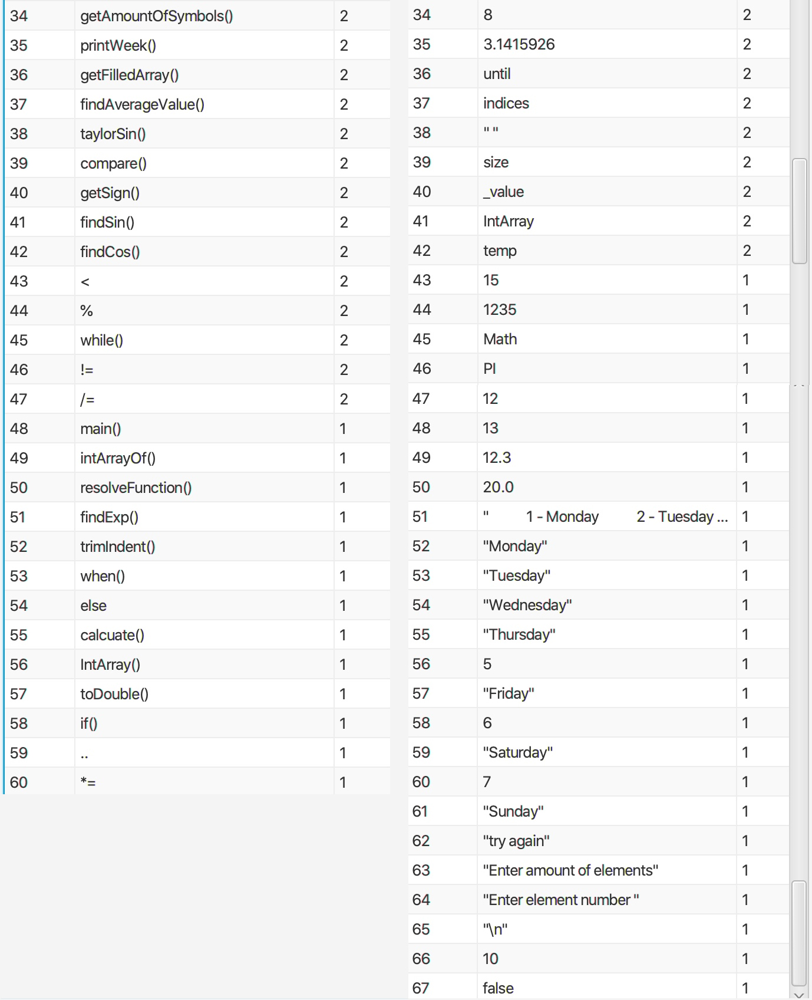 34 getAmountOfSymbols() 2
35 printWeek() 2
36 getFilledArray() 2
37 findAverageValue() 2
38 taylorSin() 2
39 compare() 2
40 getSign() 2
41 findSin() 2
42 findCos() 2
43 < 2
44 % 2
45 while() 2
46 != 2
47 /= 2
48 main() 1
49 intArrayOf() 1
50 resolveFunction() 1
51 findExp() 1
52 trimIndent() 1
53 when() 1
54 else 1
55 calcuate() 1
56 IntArray() 1
57 toDouble() 1
58 if() 1
59 .. 1
60 *= 1
34 8 2
35 3.1415926 2
36 until 2
37 indices 2
38 " " 2
39 size 2
40 _value 2
41 IntArray 2
42 temp 2
43 15 1
44 1235 1
45 Math 1
46 PI 1
47 12 1
48 13 1
49 12.3 1
50 20.0 1
51 " 1 - Monday 2 - Tuesday ... 1
52 "Monday" 1
53 "Tuesday" 1
54 "Wednesday" 1
55 "Thursday" 1
56 5 1
57 "Friday" 1
58 6 1
59 "Saturday" 1
60 7 1
61 "Sunday" 1
62 "try again" 1
63 "Enter amount of elements" 1
64 "Enter element number " 1
65 "\n" 1
66 10 1
67 false 1